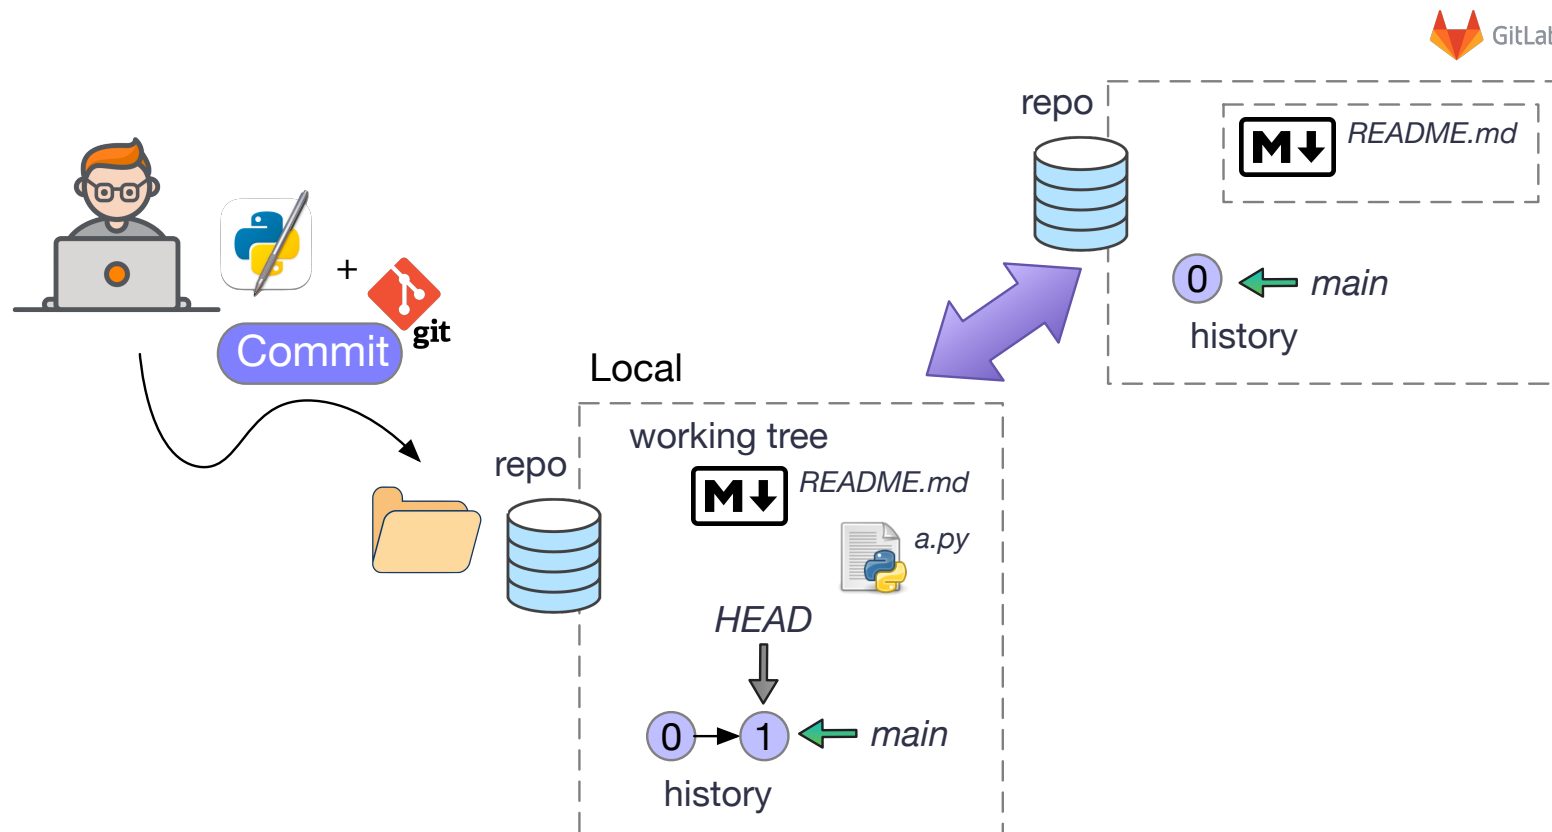 GitLab
repo
README.md
0
main
history
+
git
Commit
Local
working tree
repo
README.md
a.py
HEAD
0
1
main
history